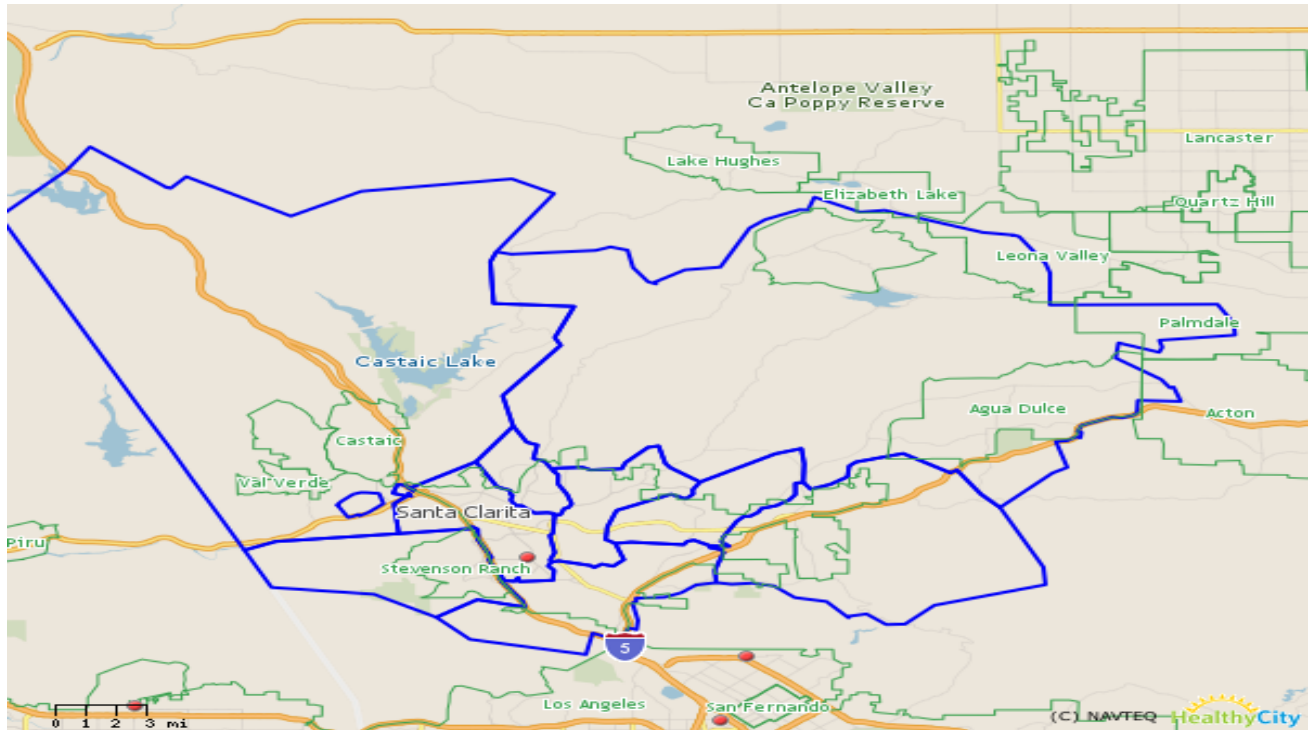 Antelope Valley
Ca Poppy Reserve
Lancaster
Lake Hughes
Elizabeth Lake
Quartz Hill
Leona Valley
Palmdale
Castaic Lake
Agua Dulce
Acton
Castaic
Val Verde
Santa Clarita
Piru
Stevenson Ranch
5
Los Angeles
San Fernando
0 1 2 3 mi
(C) NAVTEQ
HealthyCity